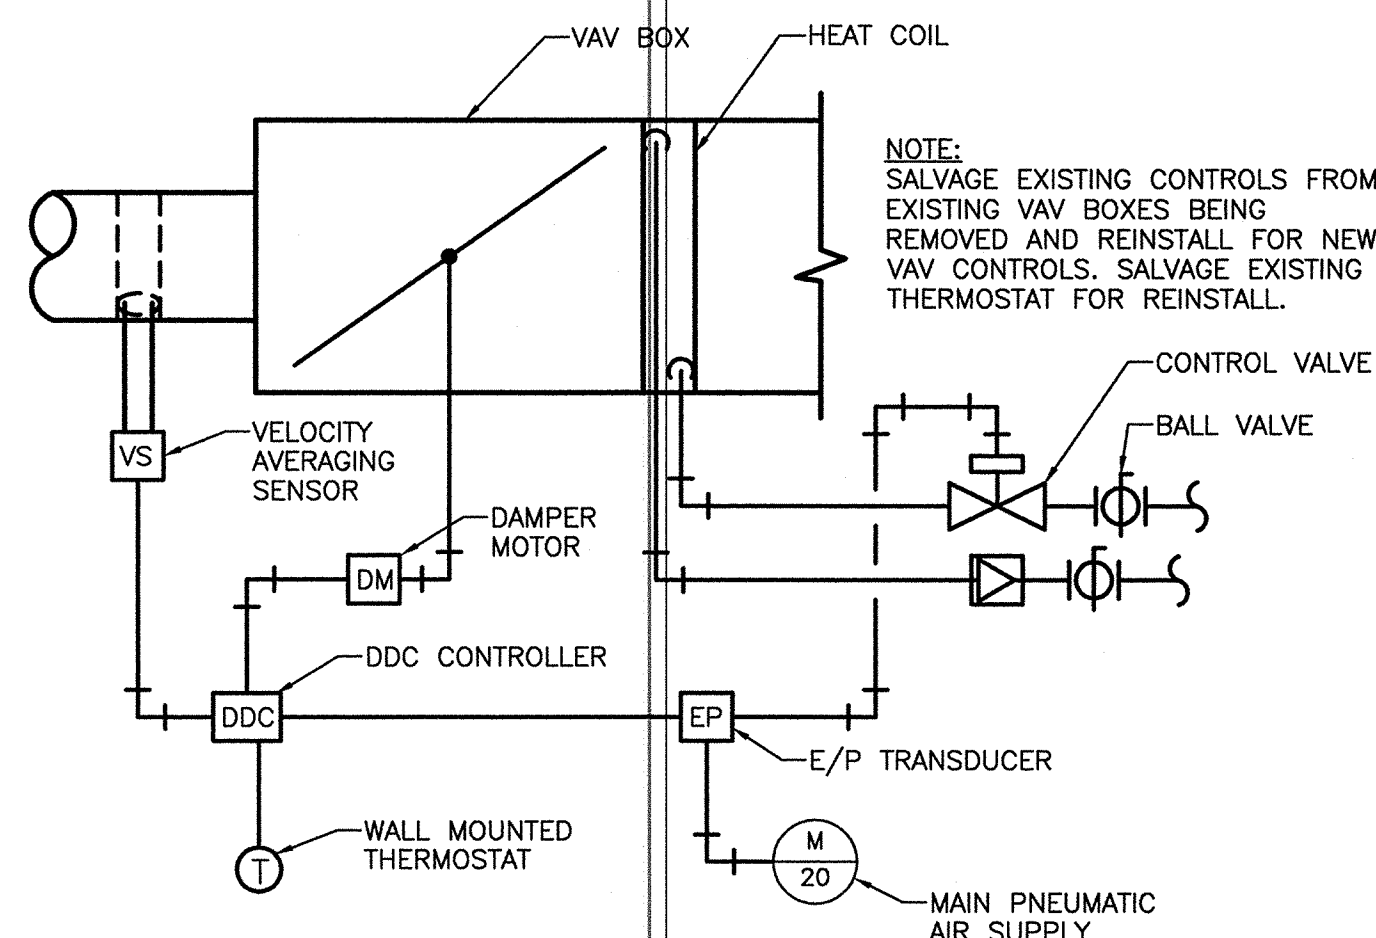 VAV BOX
HEAT COIL
NOTE:
SALVAGE EXISTING CONTROLS FROM
EXISTING VAV BOXES BEING
REMOVED AND REINSTALL FOR NEW
VAV CONTROLS. SALVAGE EXISTING
THERMOSTAT FOR REINSTALL.
CONTROL VALVE
BALL VALVE
VS
VELOCITY
AVERAGING
SENSOR
DAMPER
MOTOR
DM
DDC CONTROLLER
DDC
EP
E/P TRANSDUCER
WALL MOUNTED
THERMOSTAT
T
M
20
MAIN PNEUMATIC
AIR SUPPLY